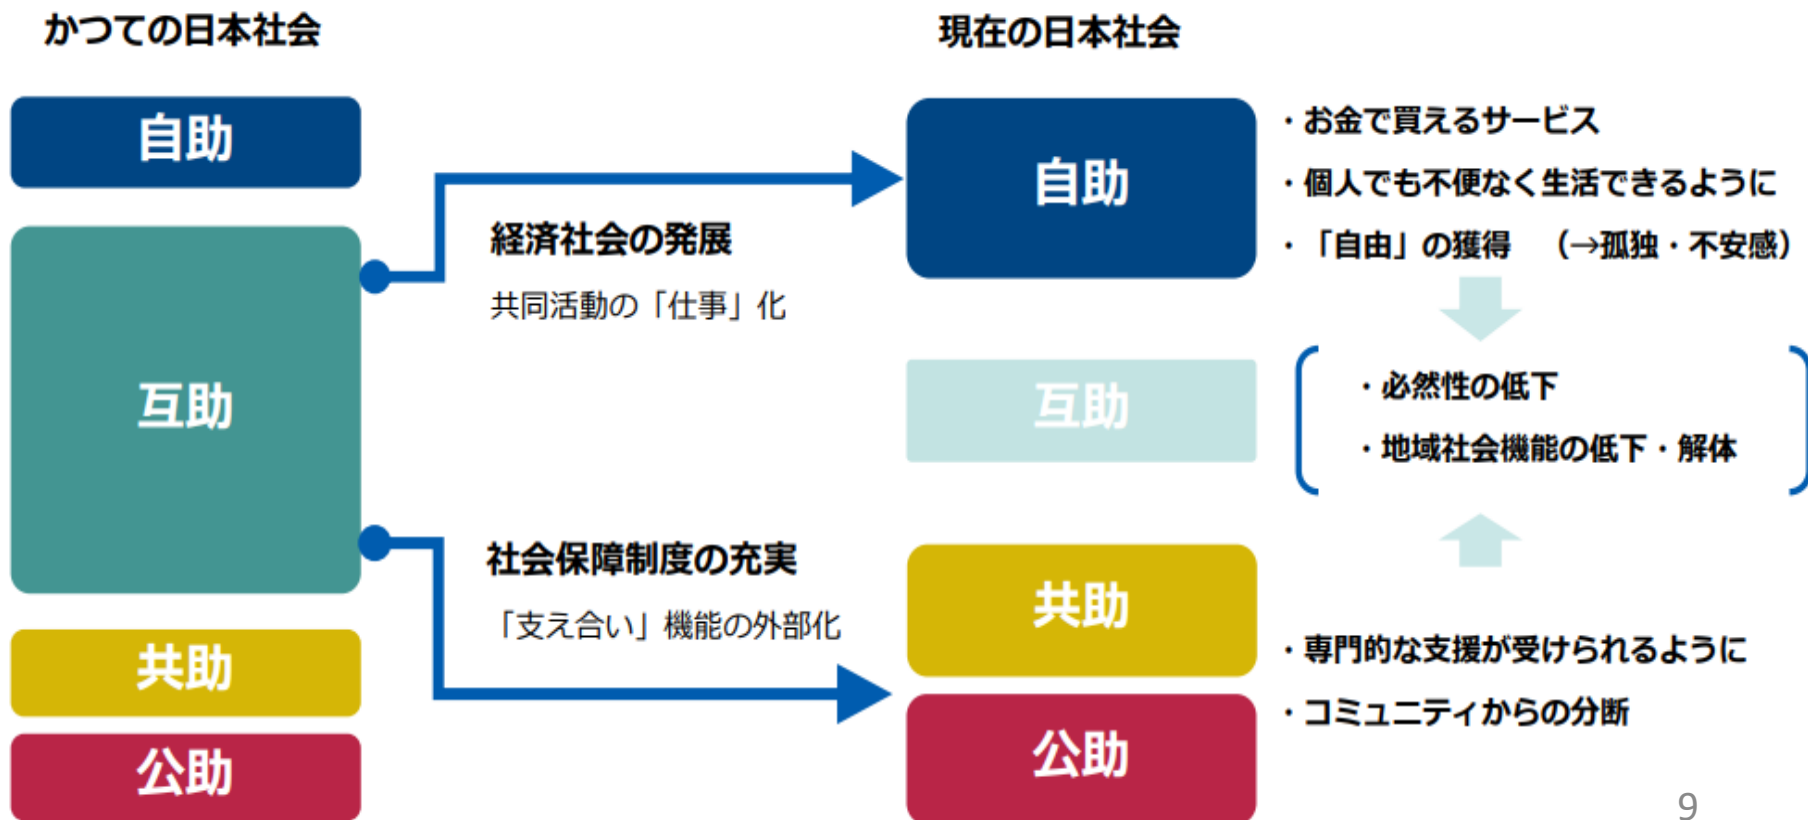 かつての日本社会
自助
互助
共助
公助
経済社会の発展
共同活動の「仕事」化
社会保障制度の充実
「支え合い」機能の外部化
現在の日本社会
自助
・お金で買えるサービス
・個人でも不便なく生活できるように
・「自由」の獲得　（→孤独・不安感）
互助
・必然性の低下
・地域社会機能の低下・解体
共助
公助
・専門的な支援が受けられるように
・コミュニティからの分断
9